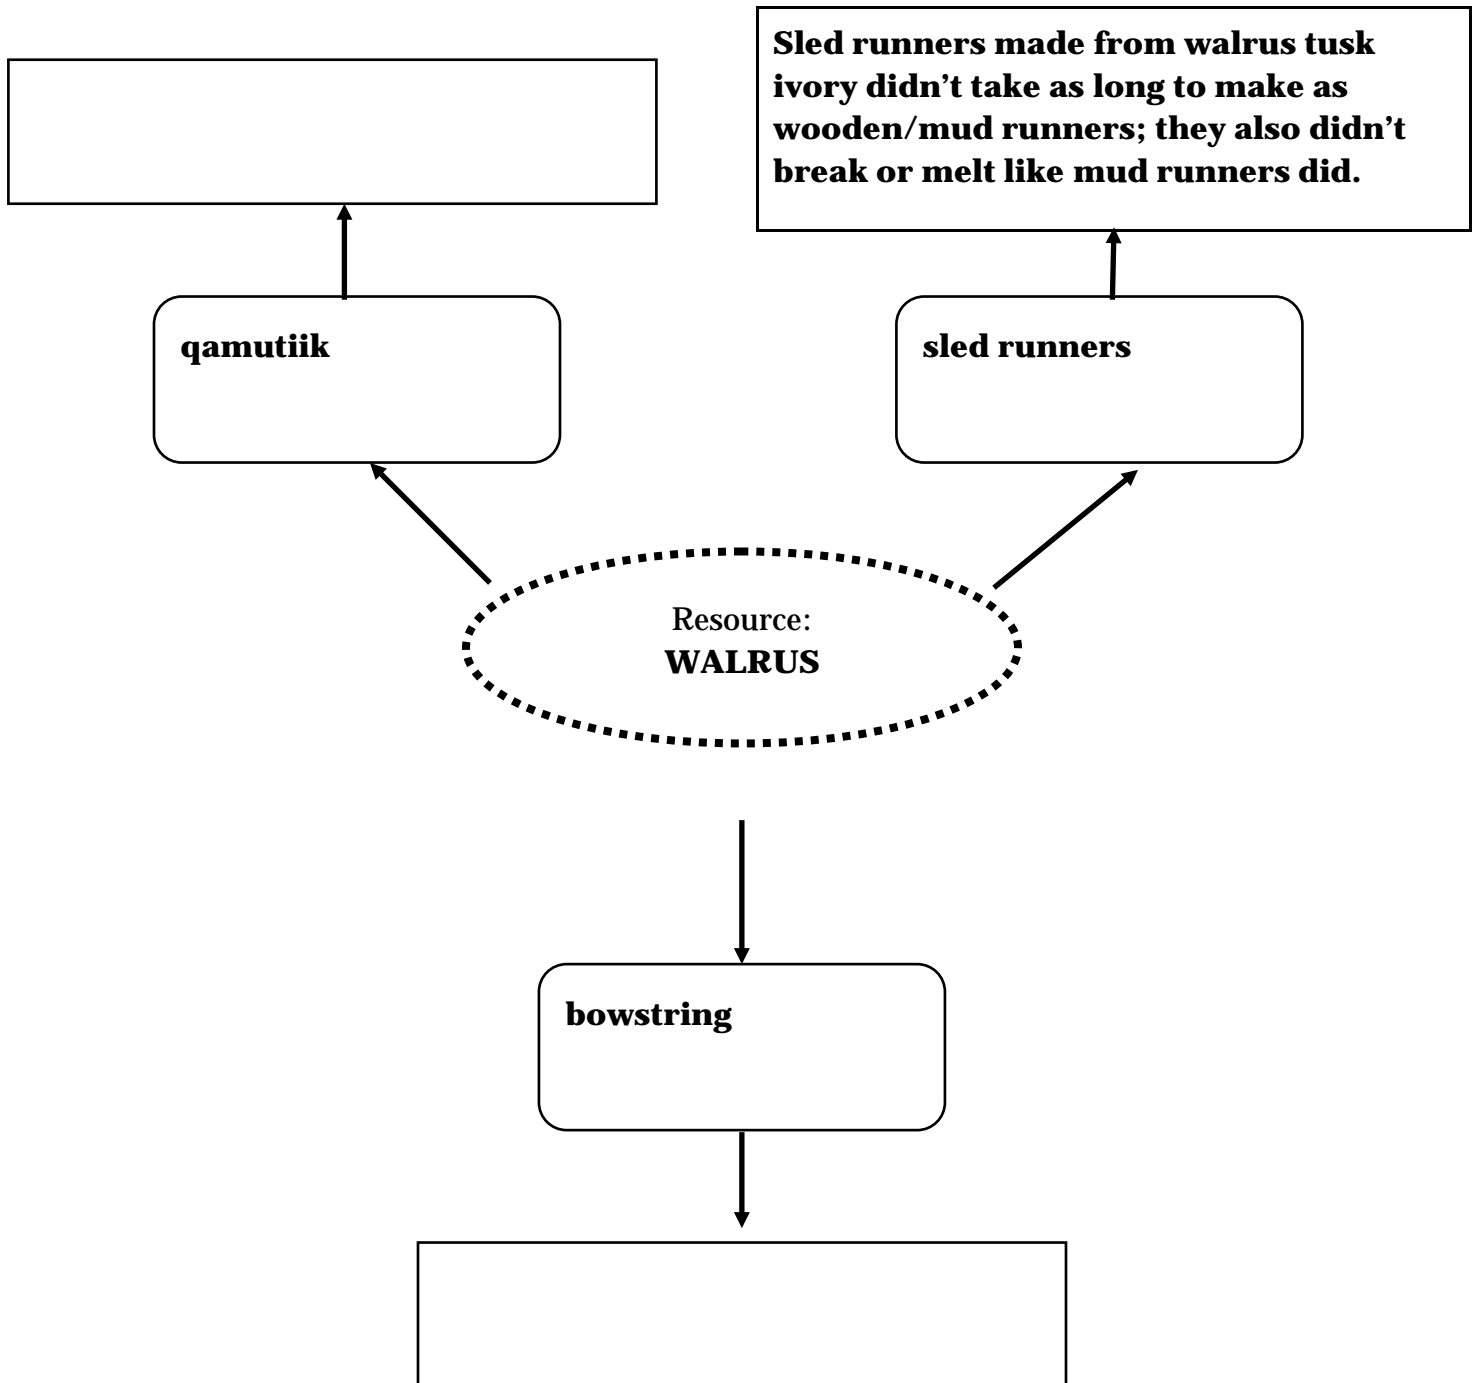 Sled runners made from walrus tusk
ivory didn’t take as long to make as
wooden/mud runners; they also didn’t
break or melt like mud runners did.
qamutiik
sled runners
Resource:
WALRUS
bowstring